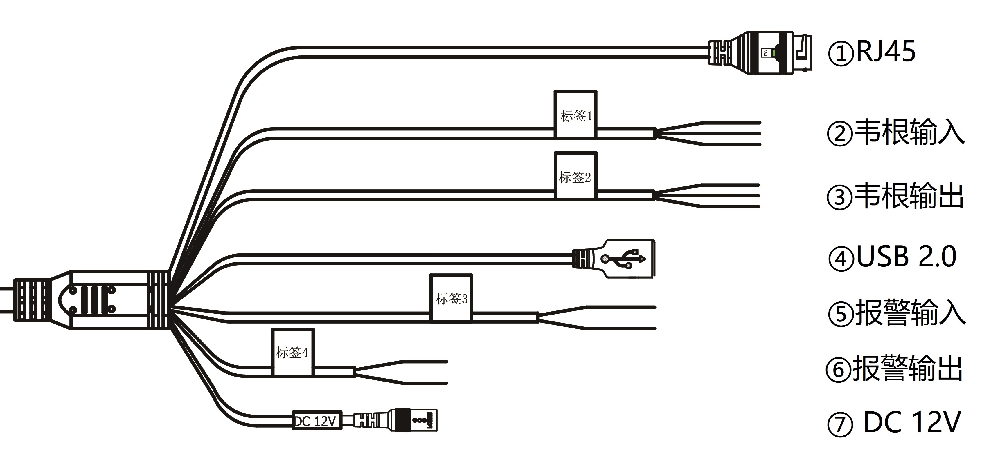 ①RJ45
LAN
标签1
②韦根输入
标签2
③韦根输出
④USB 2.0
标签3
⑤报警输入
标签4
⑥报警输出
DC 12V
⑦ DC 12V